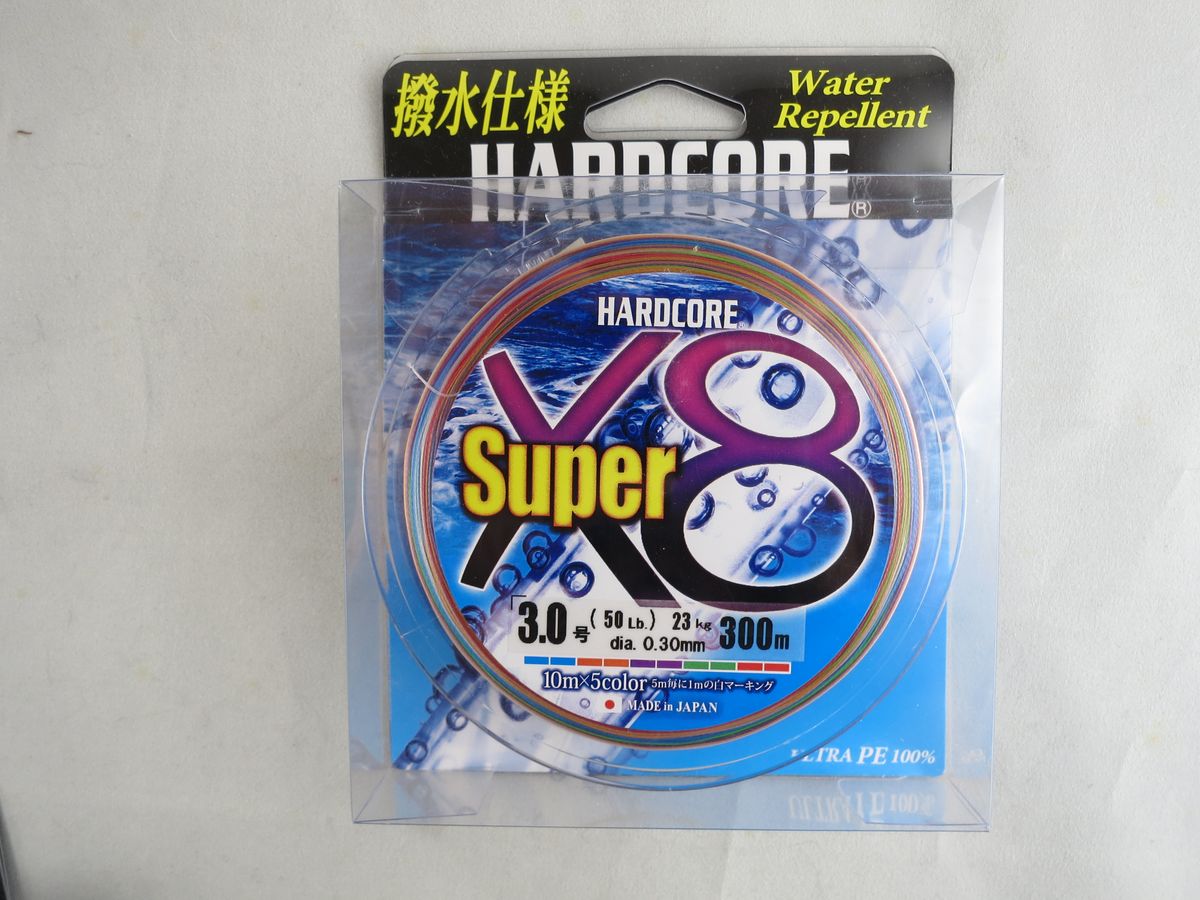 撥水仕様
Water
Repellent
HARDCORE®
HARDCORE®
X8
Super
3.0号 (50 Lb.) 23kg 300m
dia. 0.30mm
10m×5color 5m毎に1mの白マーキング
MADE in JAPAN
ULTRA PE 100%